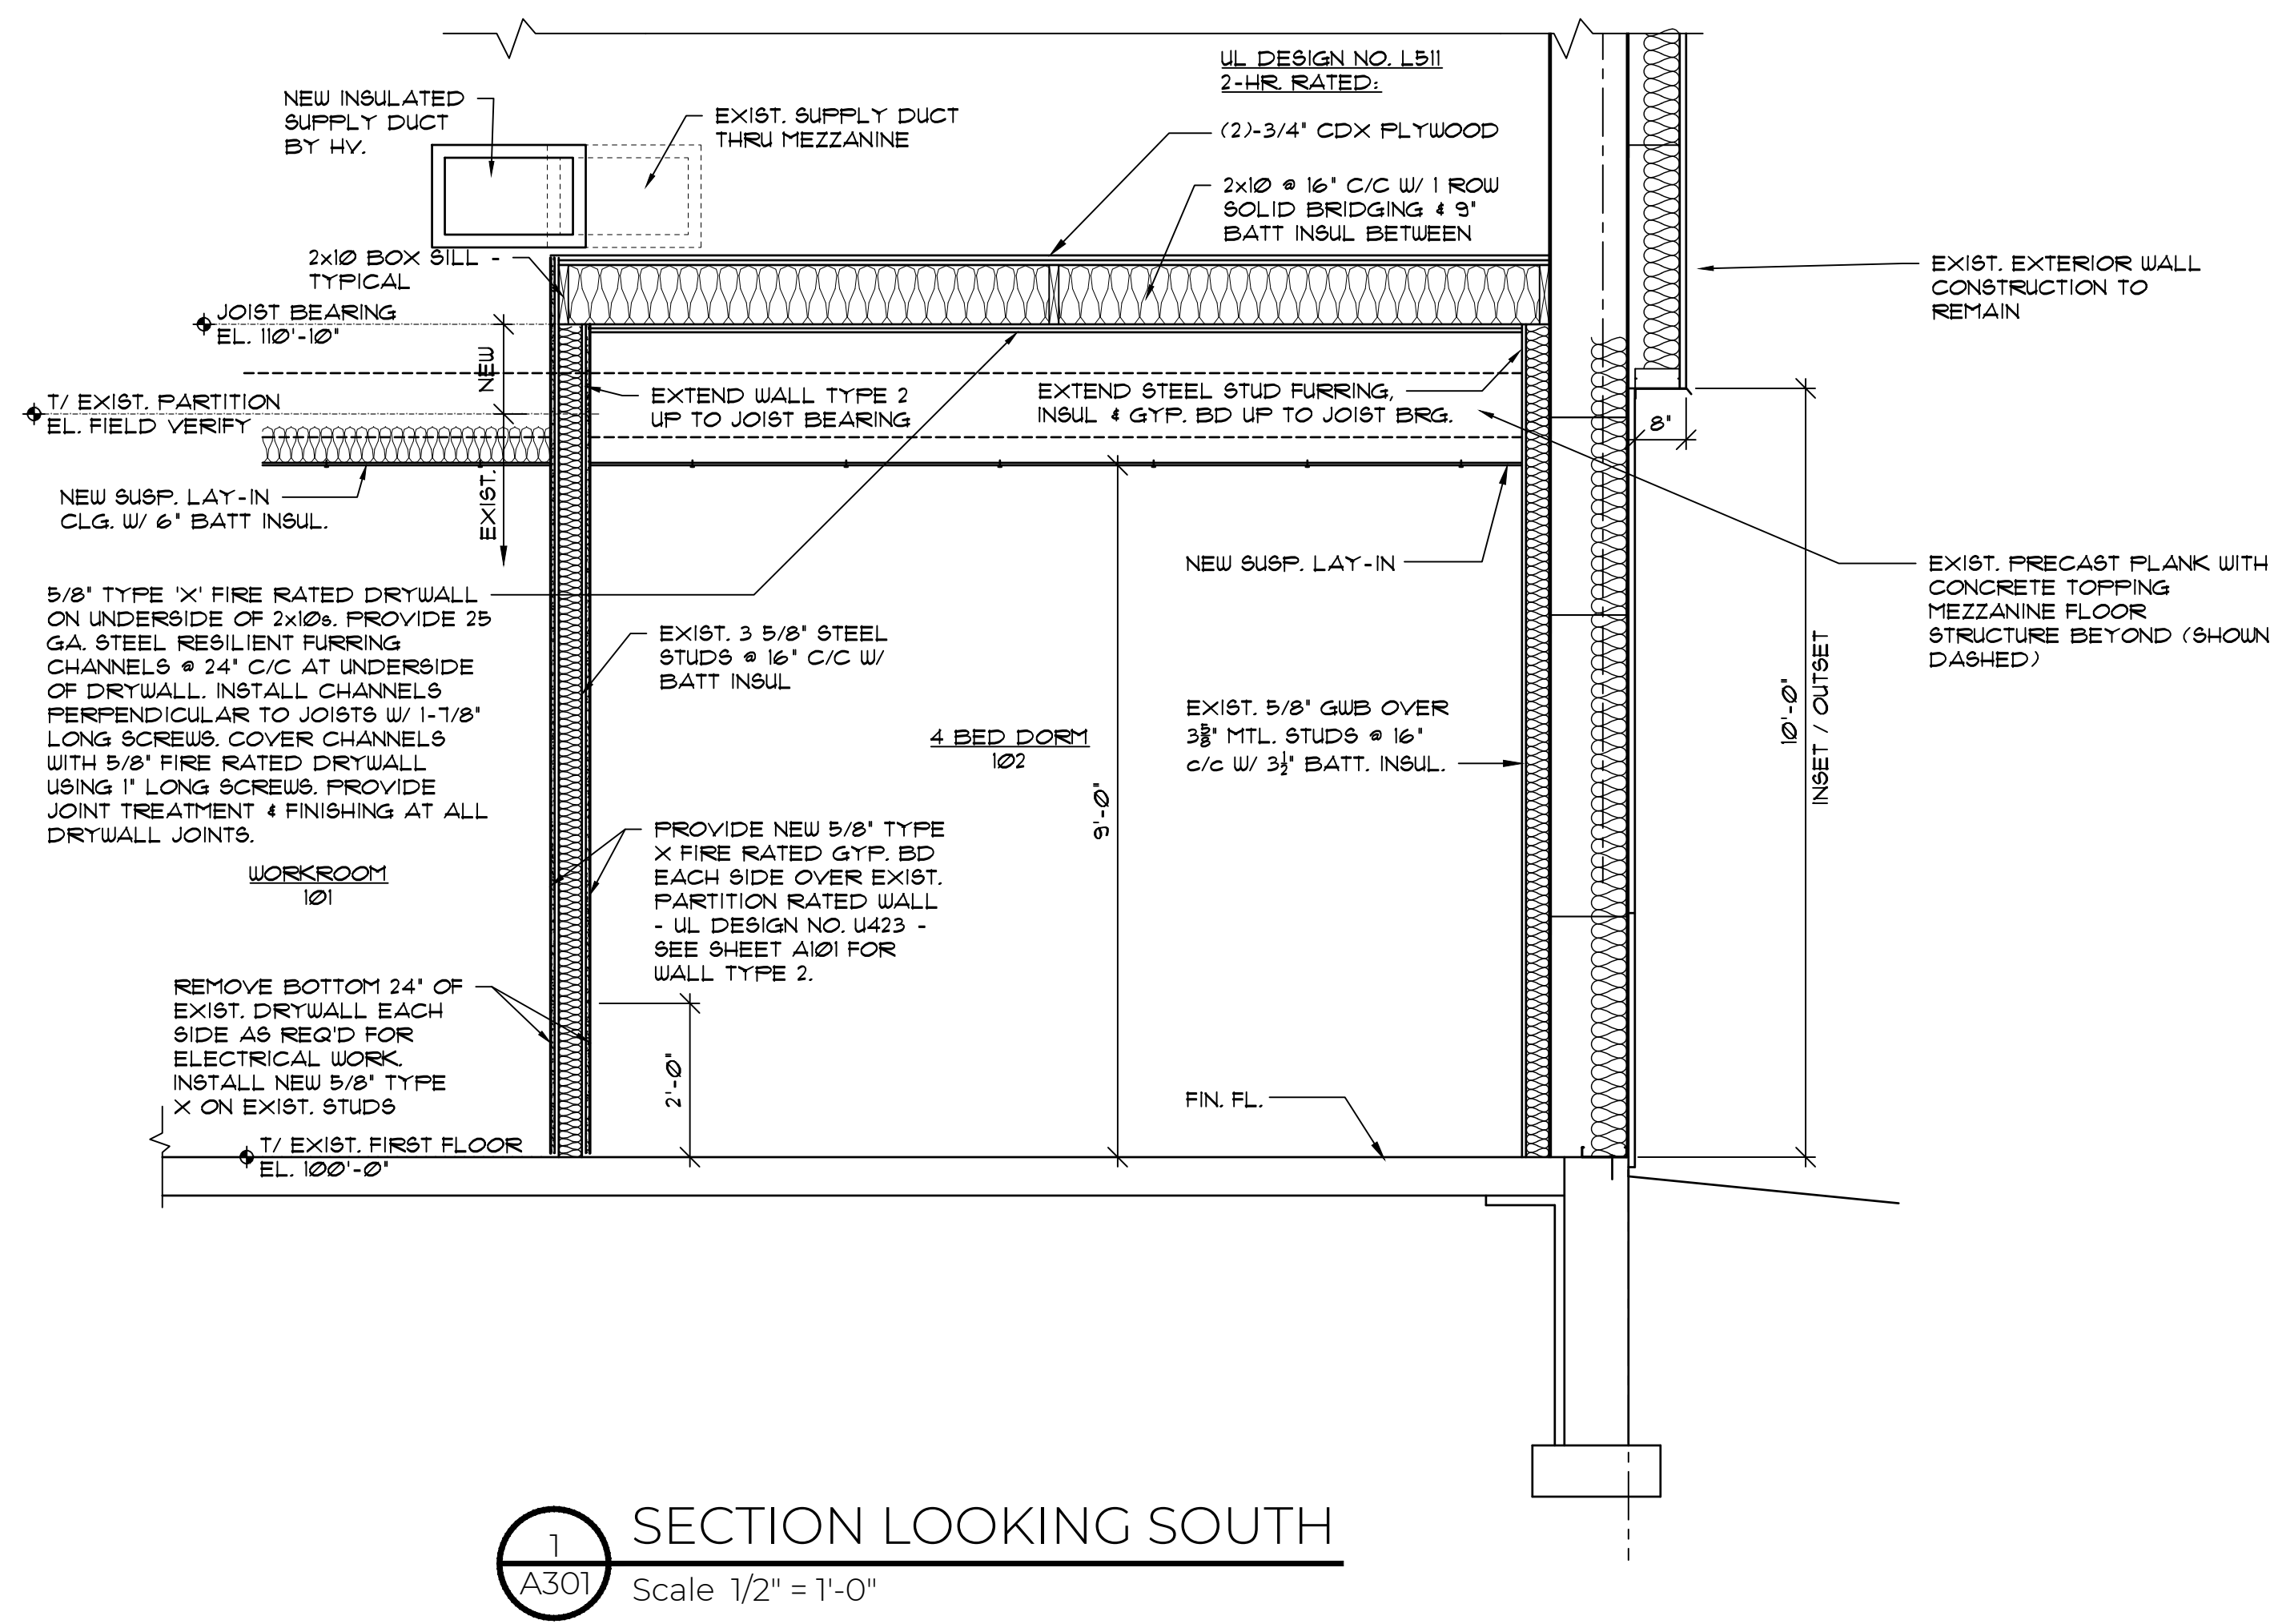 UL DESIGN NO. L511
2-HR. RATED:
NEW INSULATED
SUPPLY DUCT
BY HV.
EXIST. SUPPLY DUCT
THRU MEZZANINE
(2)-3/4" CDX PLYWOOD
2x10 @ 16" C/C W/ 1 ROW
SOLID BRIDGING & 9"
BATT INSUL BETWEEN
2x10 BOX SILL -
TYPICAL
EXIST. EXTERIOR WALL
CONSTRUCTION TO
REMAIN
JOIST BEARING
EL. 110'-10"
NEW
T/ EXIST. PARTITION
EL. FIELD VERIFY
EXTEND WALL TYPE 2
UP TO JOIST BEARING
EXTEND STEEL STUD FURRING,
INSUL & GYP. BD UP TO JOIST BRG.
8"
EXIST.
NEW SUSP. LAY-IN
CLG. W/ 6" BATT INSUL.
NEW SUSP. LAY-IN
EXIST. PRECAST PLANK WITH
CONCRETE TOPPING
MEZZANINE FLOOR
STRUCTURE BEYOND (SHOWN
DASHED)
5/8" TYPE 'X' FIRE RATED DRYWALL
ON UNDERSIDE OF 2x10s. PROVIDE 25
GA. STEEL RESILIENT FURRING
CHANNELS @ 24" C/C AT UNDERSIDE
OF DRYWALL. INSTALL CHANNELS
PERPENDICULAR TO JOISTS W/ 1-7/8"
LONG SCREWS. COVER CHANNELS
WITH 5/8" FIRE RATED DRYWALL
USING 1" LONG SCREWS. PROVIDE
JOINT TREATMENT & FINISHING AT ALL
DRYWALL JOINTS.
EXIST. 3 5/8" STEEL
STUDS @ 16" C/C W/
BATT INSUL
EXIST. 5/8" GWB OVER
3 5/8" MTL. STUDS @ 16"
c/c W/ 3 1/2" BATT. INSUL.
4 BED DORM
102
10'-0"
INSET / OUTSET
9'-0"
PROVIDE NEW 5/8" TYPE
X FIRE RATED GYP. BD
EACH SIDE OVER EXIST.
PARTITION RATED WALL
- UL DESIGN NO. U423 -
SEE SHEET A101 FOR
WALL TYPE 2.
WORKROOM
101
REMOVE BOTTOM 24" OF
EXIST. DRYWALL EACH
SIDE AS REQ'D FOR
ELECTRICAL WORK.
INSTALL NEW 5/8" TYPE
X ON EXIST. STUDS
2'-0"
FIN. FL.
T/ EXIST. FIRST FLOOR
EL. 100'-0"
1
A301
SECTION LOOKING SOUTH
Scale 1/2" = 1'-0"